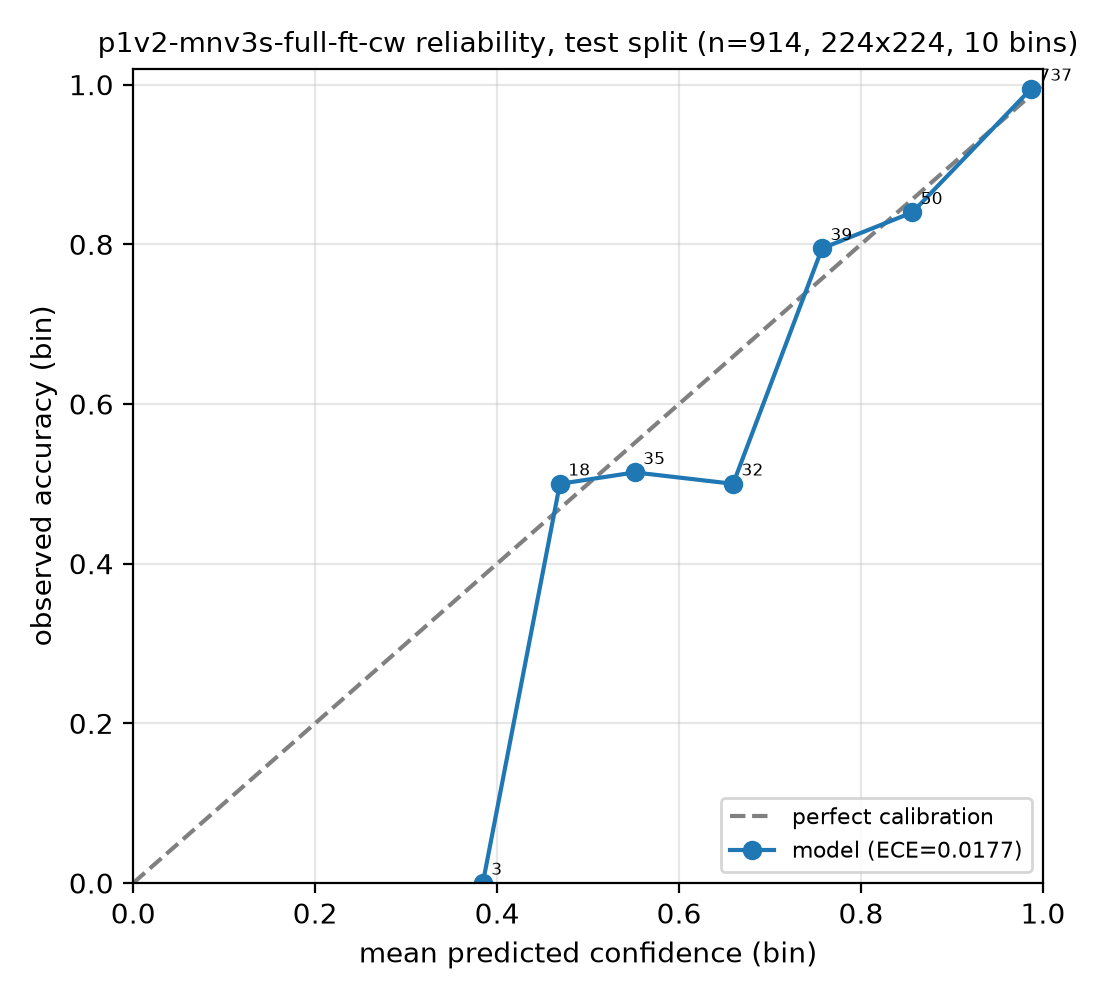 p1v2-mnv3s-full-ft-cw reliability, test split (n=914, 224x224, 10 bins)
1.0
737
50
39
0.8
0.6
35
18
32
0.4
0.2
0.0
3
observed accuracy (bin)
perfect calibration
model (ECE=0.0177)
0.0 0.2 0.4 0.6 0.8 1.0
mean predicted confidence (bin)